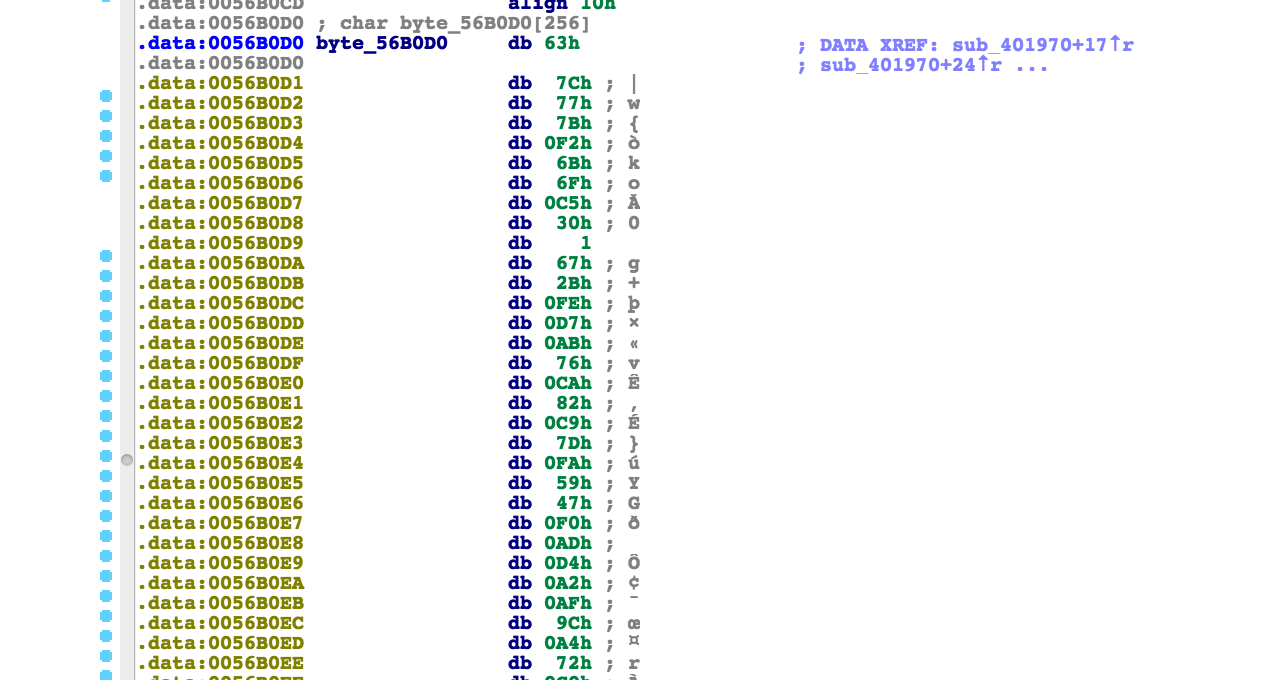 .data:0056B0CD align 10h
.data:0056B0D0 ; char byte_56B0D0[256]
.data:0056B0D0 byte_56B0D0 db 63h ; DATA XREF: sub_401970+17↑r
.data:0056B0D0 ; sub_401970+24↑r ...
.data:0056B0D1 db 7Ch ; |
.data:0056B0D2 db 77h ; w
.data:0056B0D3 db 7Bh ; {
.data:0056B0D4 db 0F2h ; ò
.data:0056B0D5 db 6Bh ; k
.data:0056B0D6 db 6Fh ; o
.data:0056B0D7 db 0C5h ; Å
.data:0056B0D8 db 30h ; 0
.data:0056B0D9 db 1
.data:0056B0DA db 67h ; g
.data:0056B0DB db 2Bh ; +
.data:0056B0DC db 0FEh ; þ
.data:0056B0DD db 0D7h ; ×
.data:0056B0DE db 0ABh ; «
.data:0056B0DF db 76h ; v
.data:0056B0E0 db 0CAh ; Ê
.data:0056B0E1 db 82h ; ‚
.data:0056B0E2 db 0C9h ; É
.data:0056B0E3 db 7Dh ; }
.data:0056B0E4 db 0FAh ; ú
.data:0056B0E5 db 59h ; Y
.data:0056B0E6 db 47h ; G
.data:0056B0E7 db 0F0h ; ð
.data:0056B0E8 db 0ADh ;
.data:0056B0E9 db 0D4h ; Ô
.data:0056B0EA db 0A2h ; ¢
.data:0056B0EB db 0AFh ; ¯
.data:0056B0EC db 9Ch ; œ
.data:0056B0ED db 0A4h ; ¤
.data:0056B0EE db 72h ; r